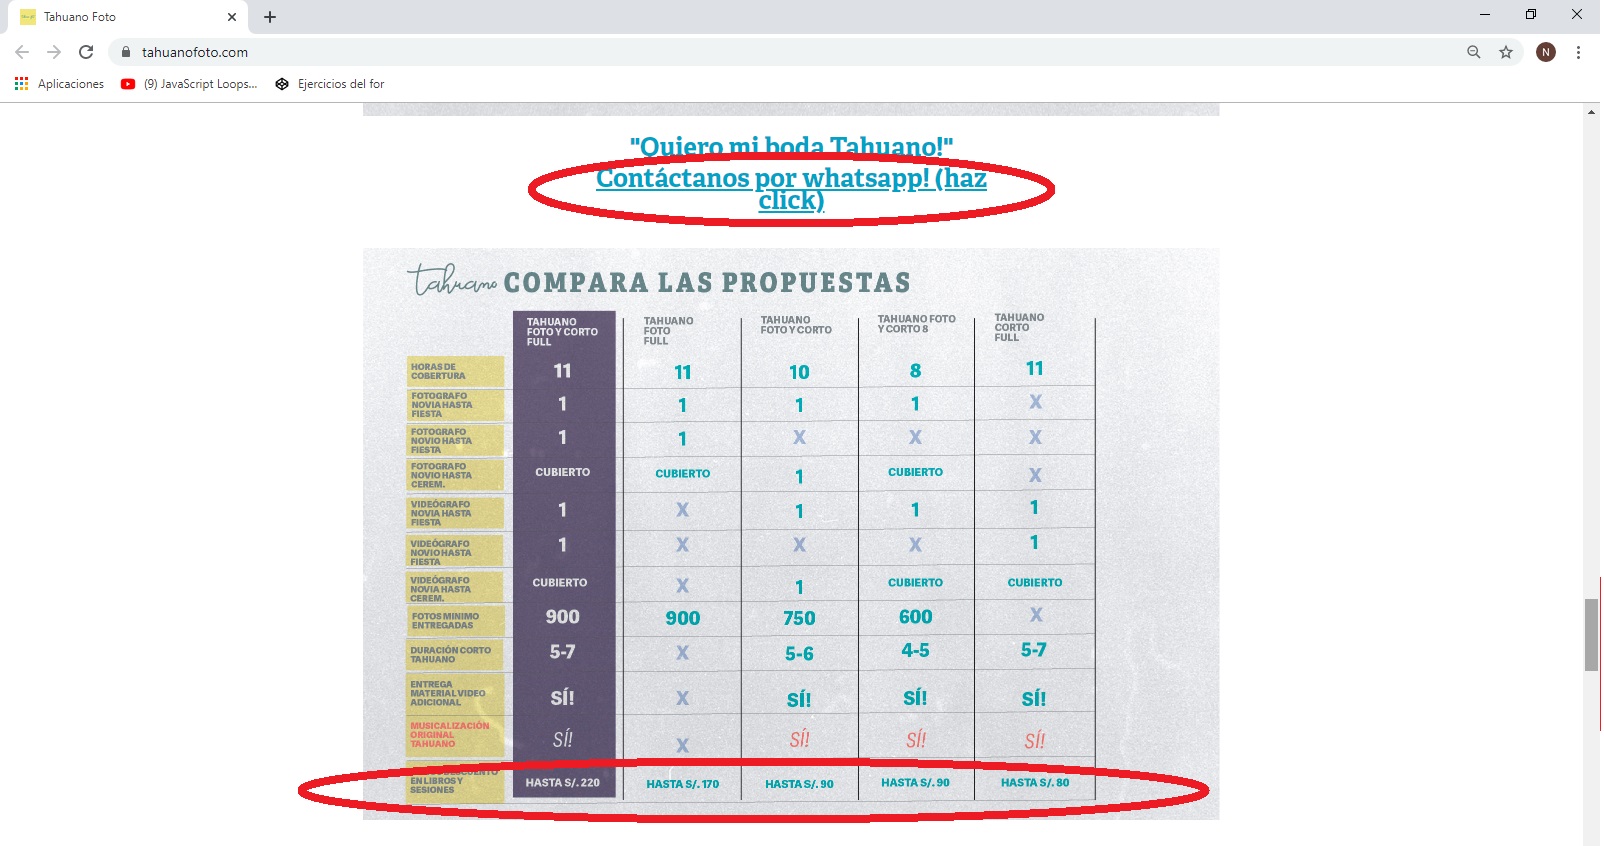 Tahuano Foto
tahuanofoto.com
N
Aplicaciones
(9) JavaScript Loops...
Ejercicios del for
"Quiero mi boda Tahuano!"
Contáctanos por whatsapp! (haz
click)
tahuano COMPARA LAS PROPUESTAS
TAHUANO
FOTO Y CORTO
FULL
TAHUANO
FOTO
FULL
TAHUANO
FOTO Y CORTO
TAHUANO FOTO
Y CORTO 8
TAHUANO
CORTO
FULL
HORAS DE
COBERTURA
11 11 10 8 11
FOTOGRAFO
NOVIA HASTA
FIESTA
1 1 1 1 X
FOTÓGRAFO
NOVIO HASTA
FIESTA
1 1 X X X
FOTOGRAFO
NOVIO HASTA
CEREM.
CUBIERTO CUBIERTO 1 CUBIERTO X
VIDEÓGRAFO
NOVIA HASTA
FIESTA
1 X 1 1 1
VIDEÓGRAFO
NOVIO HASTA
FIESTA
1 X X X 1
VIDEÓGRAFO
NOVIA HASTA
CEREM.
CUBIERTO X 1 CUBIERTO CUBIERTO
FOTOS MINIMO
ENTREGADAS
900 900 750 600 X
DURACIÓN CORTO
TAHUANO
5-7 X 5-6 4-5 5-7
ENTREGA
MATERIAL VIDEO
ADICIONAL
SÍ! X SÍ! SÍ! SÍ!
MUSICALIZACIÓN
ORIGINAL
TAHUANO
SÍ! X SÍ! SÍ! SÍ!
DESCUENTO
EN LIBROS Y
SESIONES
HASTA S/. 220 HASTA S/. 170 HASTA S/. 90 HASTA S/. 90 HASTA S/. 80